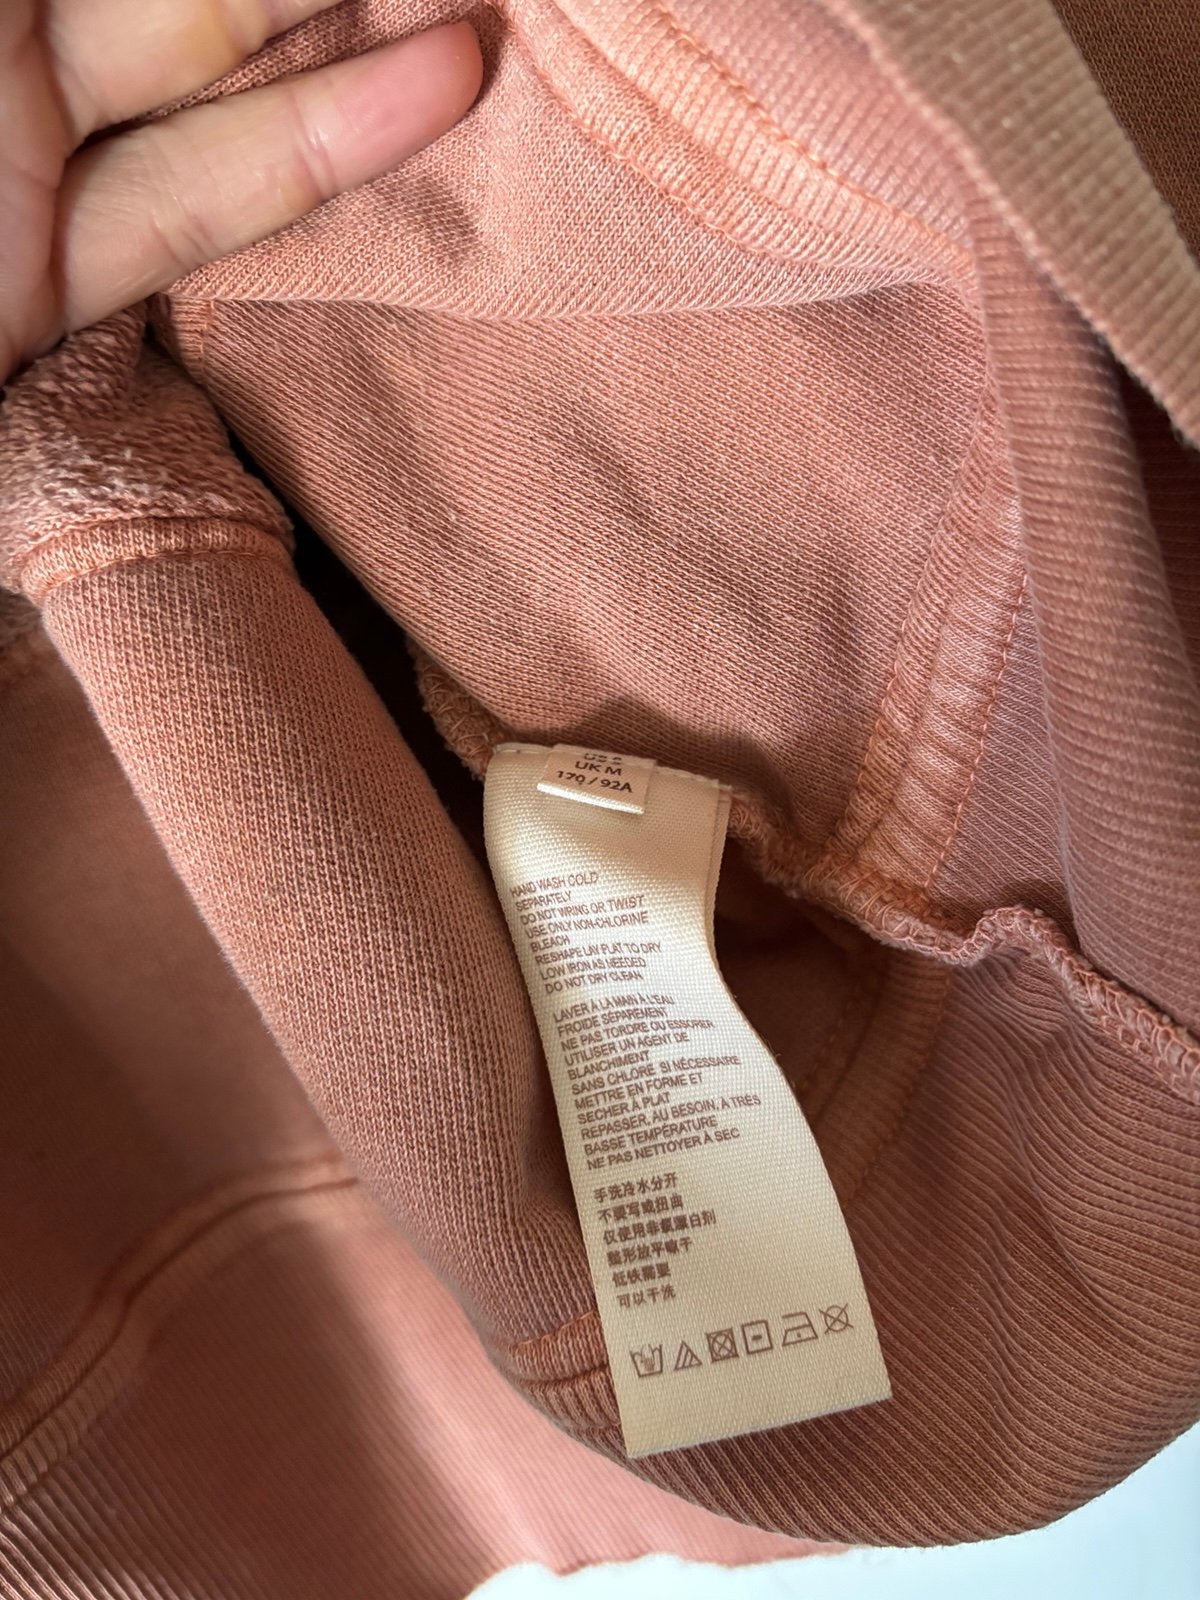 UK M
170 / 92A
HAND WASH COLD
SEPARATELY
DO NOT WRING OR TWIST
USE ONLY NON-CHLORINE
BLEACH
RESHAPE LAY FLAT TO DRY
LOW IRON AS NEEDED
DO NOT DRY CLEAN
LAVER À LA MAIN À L'EAU
FROIDE SÉPARÉMENT
NE PAS TORDRE OU ESSORER
UTILISER UN AGENT DE
BLANCHIMENT
SANS CHLORE SI NÉCESSAIRE
METTRE EN FORME ET
SECHER À PLAT
REPASSER, AU BESOIN, A TRÈS
BASSE TEMPÉRATURE
NE PAS NETTOYER À SEC
手洗冷水分开
不要写或扭曲
仅使用非氯漂白剂
整形放平晾干
低铁需要
可以干洗